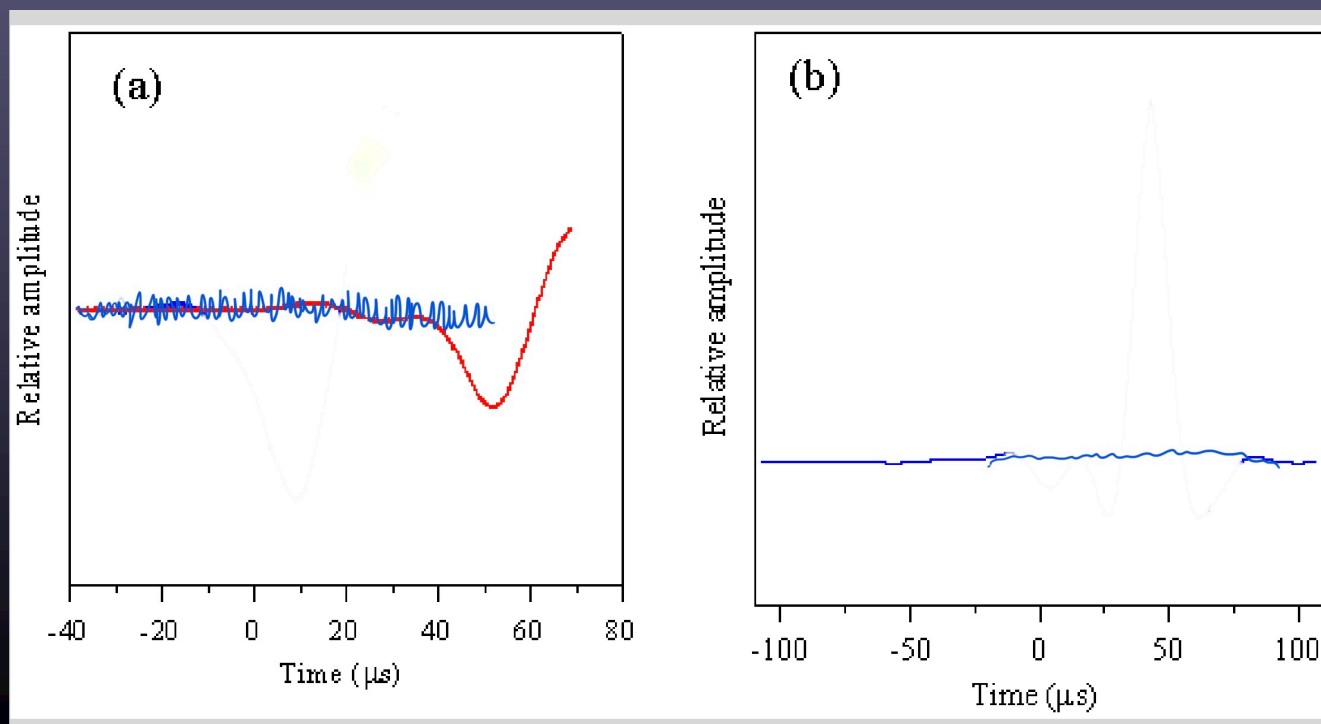 (a)
Relative amplitude
-40 -20 0 20 40 60 80
Time (μs)
(b)
Relative amplitude
-100 -50 0 50 100
Time (μs)